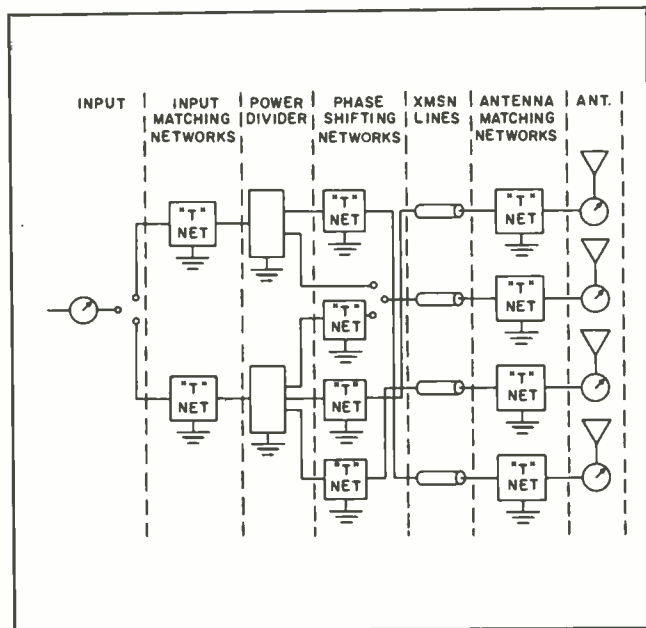 INPUT
INPUT
MATCHING
NETWORKS
POWER
DIVIDER
PHASE
SHIFTING
NETWORKS
XMSN
LINES
ANTENNA
MATCHING
NETWORKS
ANT.
"T"
NET
"T"
NET
"T"
NET
"T"
NET
"T"
NET
"T"
NET
"T"
NET
"T"
NET
"T"
NET
"T"
NET